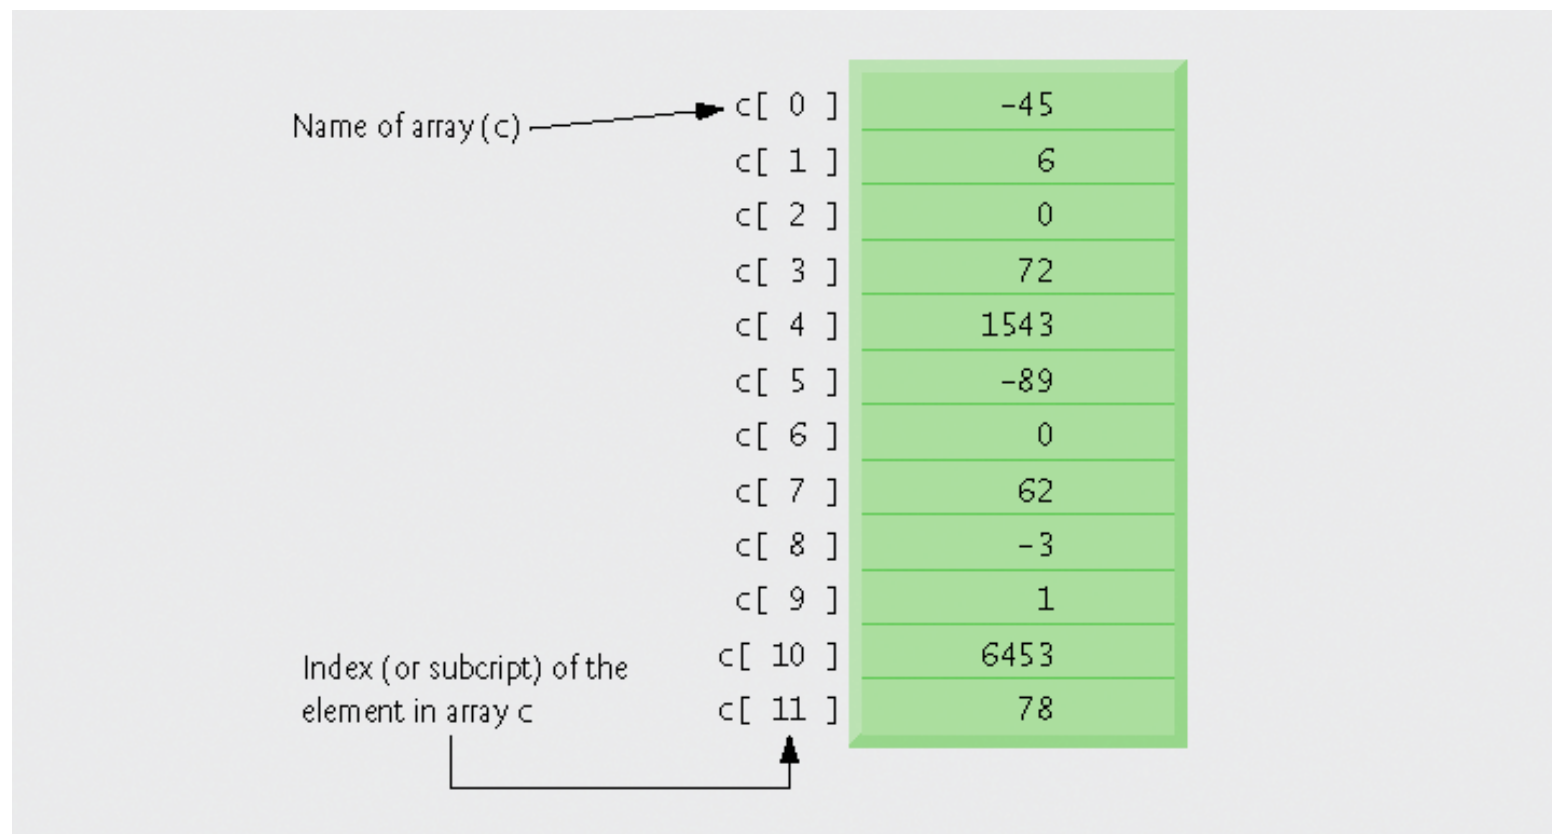 Name of array (c)
c[ 0 ] -45
c[ 1 ] 6
c[ 2 ] 0
c[ 3 ] 72
c[ 4 ] 1543
c[ 5 ] -89
c[ 6 ] 0
c[ 7 ] 62
c[ 8 ] -3
c[ 9 ] 1
c[ 10 ] 6453
c[ 11 ] 78
Index (or subcript) of the
element in array c